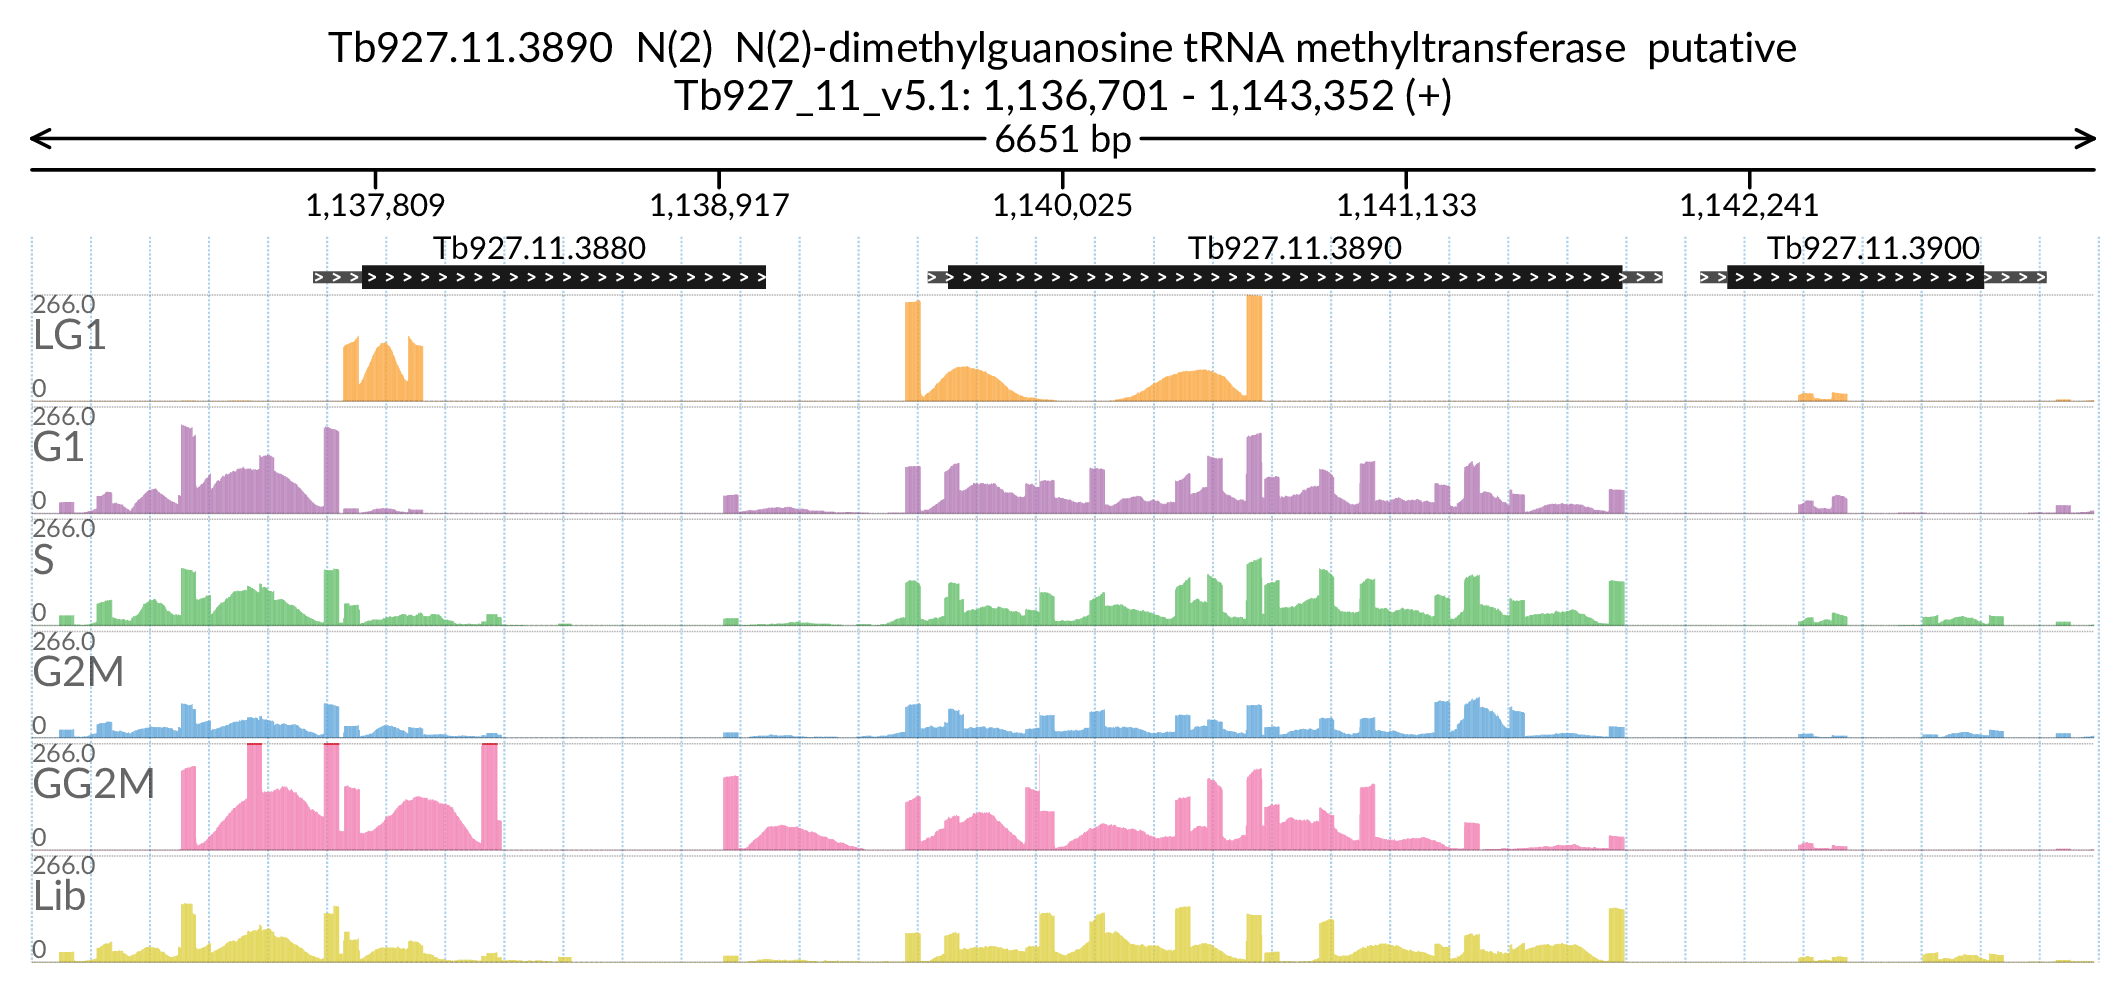 Tb927.11.3890 N(2) N(2)-dimethylguanosine tRNA methyltransferase putative
Tb927_11_v5.1: 1,136,701 - 1,143,352 (+)
6651 bp
1,137,809 1,138,917 1,140,025 1,141,133 1,142,241
Tb927.11.3880 Tb927.11.3890 Tb927.11.3900
266.0
LG1
0
266.0
G1
0
266.0
S
0
266.0
G2M
0
266.0
GG2M
0
266.0
Lib
0